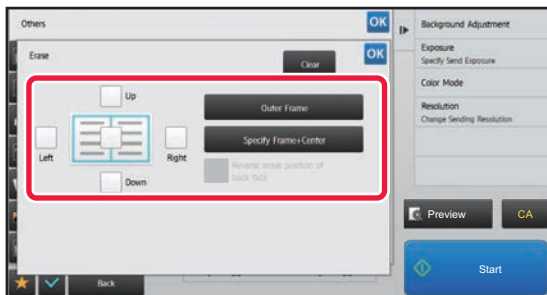 Others
OK
Erase
OK
Clear
Up
Left
Right
Down
Outer Frame
Specify Frame+Center
Reverse erase position of
back face
Back
Background Adjustment
Exposure
Specify Send Exposure
Color Mode
Resolution
Change Sending Resolution
Preview
CA
Start